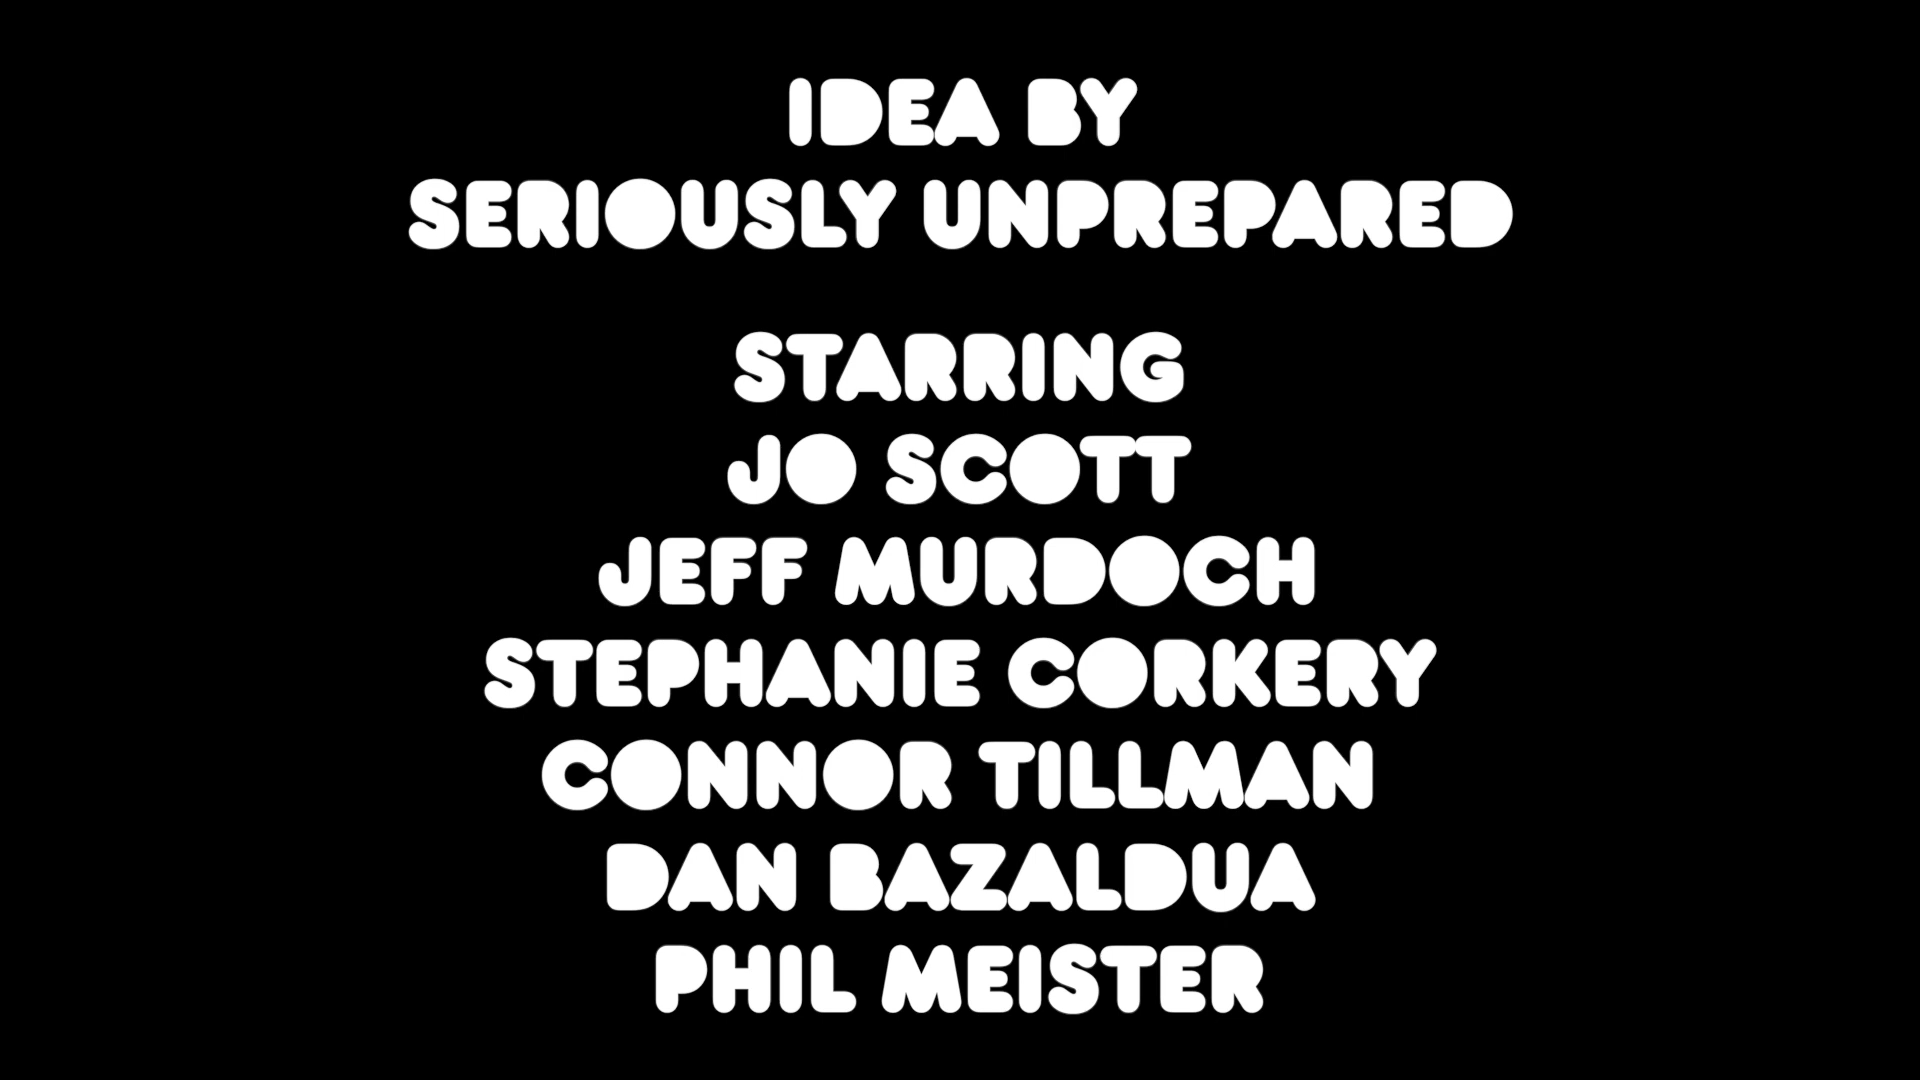 IDEA BY
SERIOUSLY UNPREPARED
STARRING
JO SCOTT
JEFF MURDOCH
STEPHANIE CORKERY
CONNOR TILLMAN
DAN BAZALDUA
PHIL MEISTER